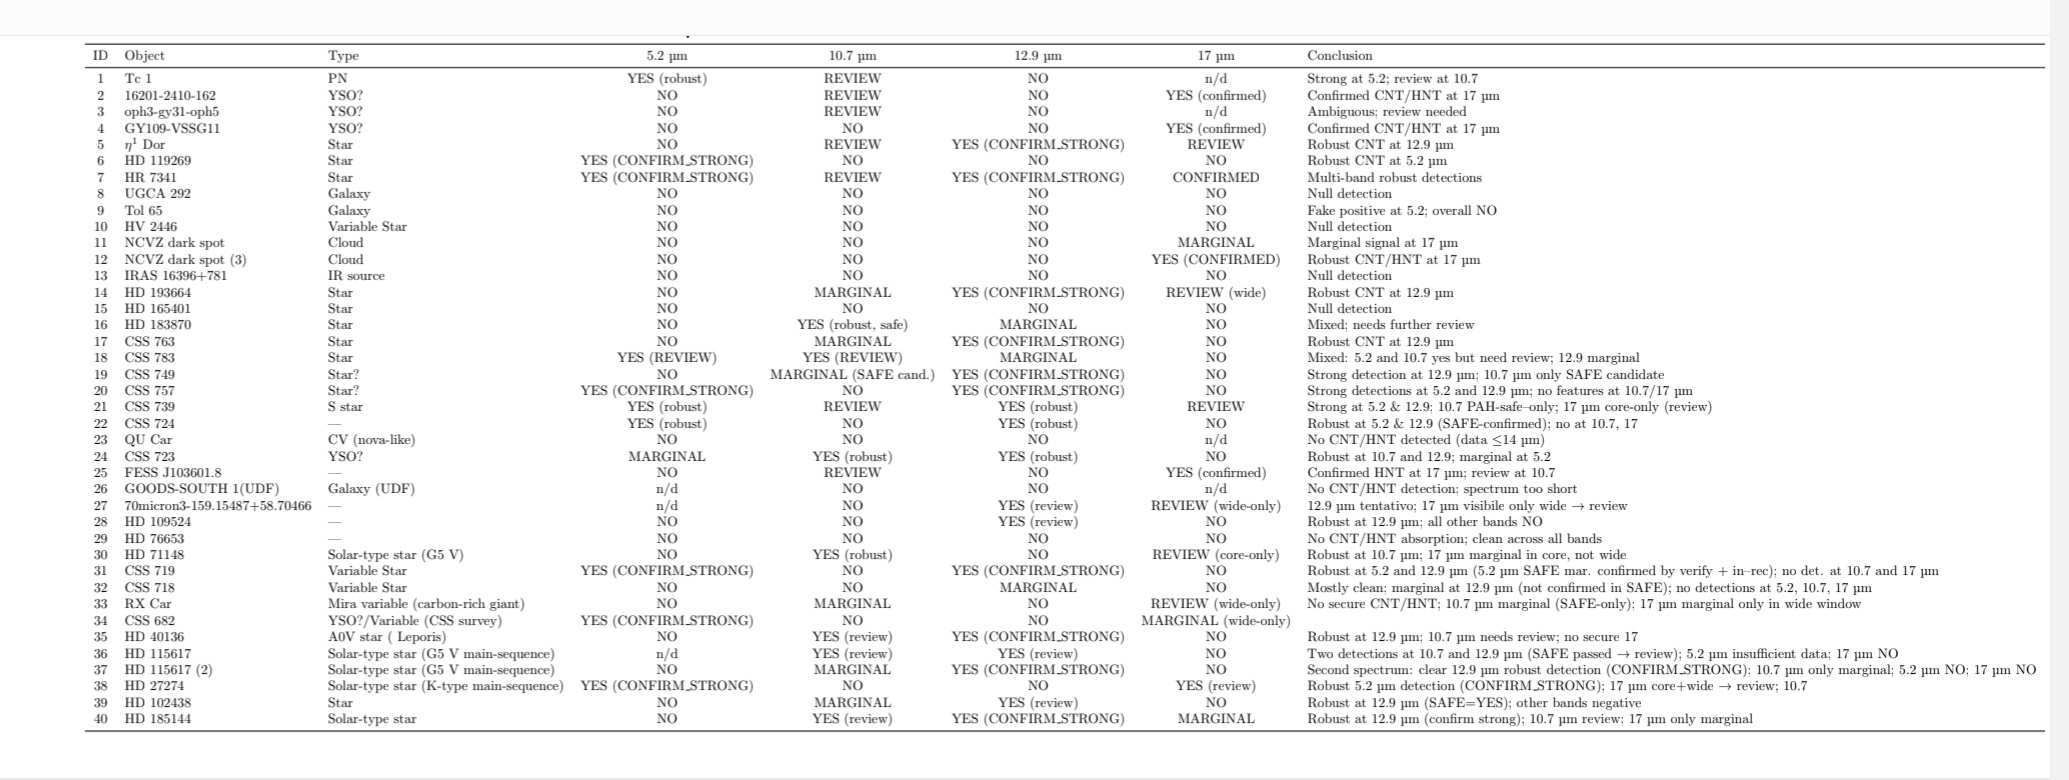 ID Object Type 5.2 µm 10.7 µm 12.9 µm 17 µm Conclusion
1 Tc 1 PN YES (robust) REVIEW NO n/d Strong at 5.2; review at 10.7
2 16201-2410-162 YSO? NO REVIEW NO YES (confirmed) Confirmed CNT/HNT at 17 µm
3 oph3-gy31-oph5 YSO? NO REVIEW NO n/d Ambiguous; review needed
4 GY109-VSSG11 YSO? NO NO NO YES (confirmed) Confirmed CNT/HNT at 17 µm
5 η¹ Dor Star NO REVIEW YES (CONFIRM_STRONG) REVIEW Robust CNT at 12.9 µm
6 HD 119269 Star YES (CONFIRM_STRONG) NO NO NO Robust CNT at 5.2 µm
7 HR 7341 Star YES (CONFIRM_STRONG) REVIEW YES (CONFIRM_STRONG) CONFIRMED Multi-band robust detections
8 UGCA 292 Galaxy NO NO NO NO Null detection
9 Tol 65 Galaxy NO NO NO NO Fake positive at 5.2; overall NO
10 HV 2446 Variable Star NO NO NO NO Null detection
11 NCVZ dark spot Cloud NO NO NO MARGINAL Marginal signal at 17 µm
12 NCVZ dark spot (3) Cloud NO NO NO YES (CONFIRMED) Robust CNT/HNT at 17 µm
13 IRAS 16396+781 IR source NO NO NO NO Null detection
14 HD 193664 Star NO MARGINAL YES (CONFIRM_STRONG) REVIEW (wide) Robust CNT at 12.9 µm
15 HD 165401 Star NO NO NO NO Null detection
16 HD 183870 Star NO YES (robust, safe) MARGINAL NO Mixed; needs further review
17 CSS 763 Star NO MARGINAL YES (CONFIRM_STRONG) NO Robust CNT at 12.9 µm
18 CSS 783 Star YES (REVIEW) YES (REVIEW) MARGINAL NO Mixed: 5.2 and 10.7 yes but need review; 12.9 marginal
19 CSS 749 Star? NO MARGINAL (SAFE cand.) YES (CONFIRM_STRONG) NO Strong detection at 12.9 µm; 10.7 µm only SAFE candidate
20 CSS 757 Star? YES (CONFIRM_STRONG) NO YES (CONFIRM_STRONG) NO Strong detections at 5.2 and 12.9 µm; no features at 10.7/17 µm
21 CSS 739 S star YES (robust) REVIEW YES (robust) REVIEW Strong at 5.2 & 12.9; 10.7 PAH-safe–only; 17 µm core-only (review)
22 CSS 724 — YES (robust) NO YES (robust) NO Robust at 5.2 & 12.9 (SAFE-confirmed); no at 10.7, 17
23 QU Car CV (nova-like) NO NO NO n/d No CNT/HNT detected (data ≤14 µm)
24 CSS 723 YSO? MARGINAL YES (robust) YES (robust) NO Robust at 10.7 and 12.9; marginal at 5.2
25 FESS J103601.8 — NO REVIEW NO YES (confirmed) Confirmed HNT at 17 µm; review at 10.7
26 GOODS-SOUTH 1(UDF) Galaxy (UDF) n/d NO NO n/d No CNT/HNT detection; spectrum too short
27 70micron3-159.15487+58.70466 — n/d NO YES (review) REVIEW (wide-only) 12.9 µm tentativo; 17 µm visibile only wide → review
28 HD 109524 — NO NO YES (review) NO Robust at 12.9 µm; all other bands NO
29 HD 76653 — NO NO NO NO No CNT/HNT absorption; clean across all bands
30 HD 71148 Solar-type star (G5 V) NO YES (robust) NO REVIEW (core-only) Robust at 10.7 µm; 17 µm marginal in core, not wide
31 CSS 719 Variable Star YES (CONFIRM_STRONG) NO YES (CONFIRM_STRONG) NO Robust at 5.2 and 12.9 µm (5.2 µm SAFE mar. confirmed by verify + in–rec); no det. at 10.7 and 17 µm
32 CSS 718 Variable Star NO NO MARGINAL NO Mostly clean; marginal at 12.9 µm (not confirmed in SAFE); no detections at 5.2, 10.7, 17 µm
33 RX Car Mira variable (carbon-rich giant) NO MARGINAL NO REVIEW (wide-only) No secure CNT/HNT; 10.7 µm marginal (SAFE-only); 17 µm marginal only in wide window
34 CSS 682 YSO?/Variable (CSS survey) YES (CONFIRM_STRONG) NO NO MARGINAL (wide-only)
35 HD 40136 A0V star ( Leporis) NO YES (review) YES (CONFIRM_STRONG) NO Robust at 12.9 µm; 10.7 µm needs review; no secure 17
36 HD 115617 Solar-type star (G5 V main-sequence) n/d YES (review) YES (review) NO Two detections at 10.7 and 12.9 µm (SAFE passed → review); 5.2 µm insufficient data; 17 µm NO
37 HD 115617 (2) Solar-type star (G5 V main-sequence) NO MARGINAL YES (CONFIRM_STRONG) NO Second spectrum: clear 12.9 µm robust detection (CONFIRM_STRONG); 10.7 µm only marginal; 5.2 µm NO; 17 µm NO
38 HD 27274 Solar-type star (K-type main-sequence) YES (CONFIRM_STRONG) NO NO YES (review) Robust 5.2 µm detection (CONFIRM_STRONG); 17 µm core+wide → review; 10.7
39 HD 102438 Star NO MARGINAL YES (review) NO Robust at 12.9 µm (SAFE=YES); other bands negative
40 HD 185144 Solar-type star NO YES (review) YES (CONFIRM_STRONG) MARGINAL Robust at 12.9 µm (confirm strong); 10.7 µm review; 17 µm only marginal